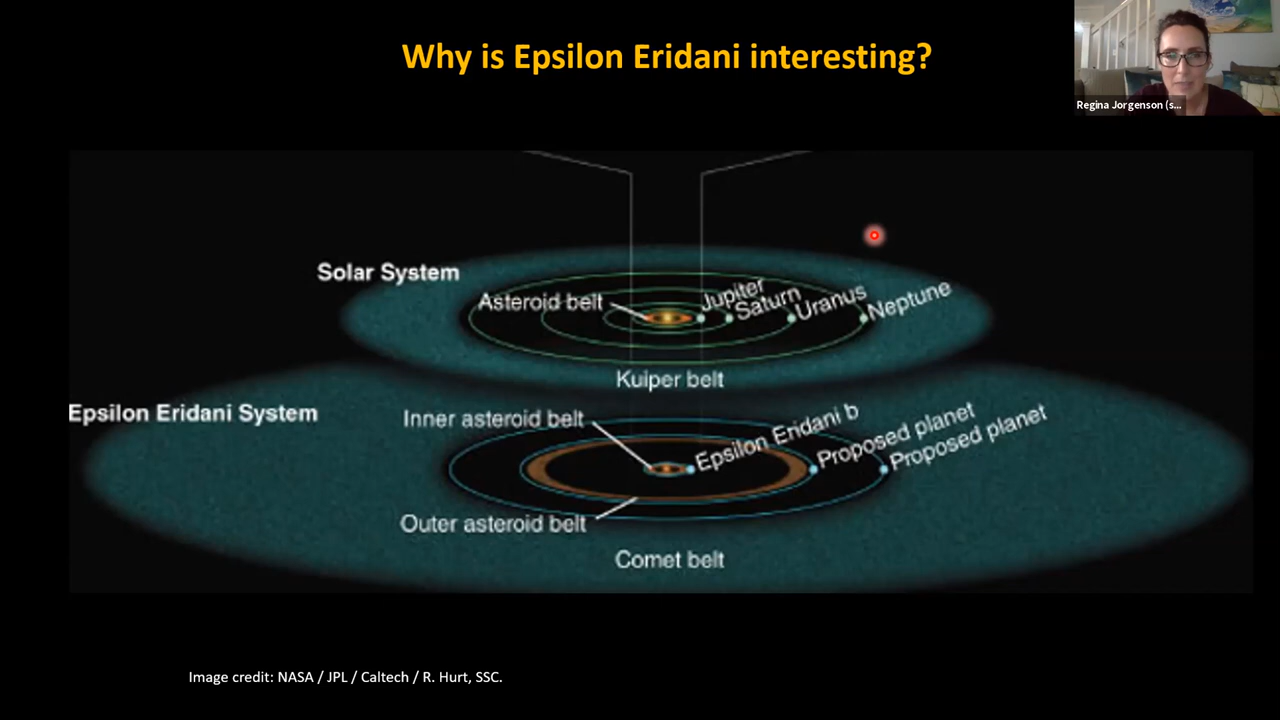 Why is Epsilon Eridani interesting?
Regina Jorgenson (s...
Solar System
Asteroid belt
Jupiter
Saturn
Uranus
Neptune
Kuiper belt
Epsilon Eridani System
Inner asteroid belt
Epsilon Eridani b
Proposed planet
Proposed planet
Outer asteroid belt
Comet belt
Image credit: NASA / JPL / Caltech / R. Hurt, SSC.